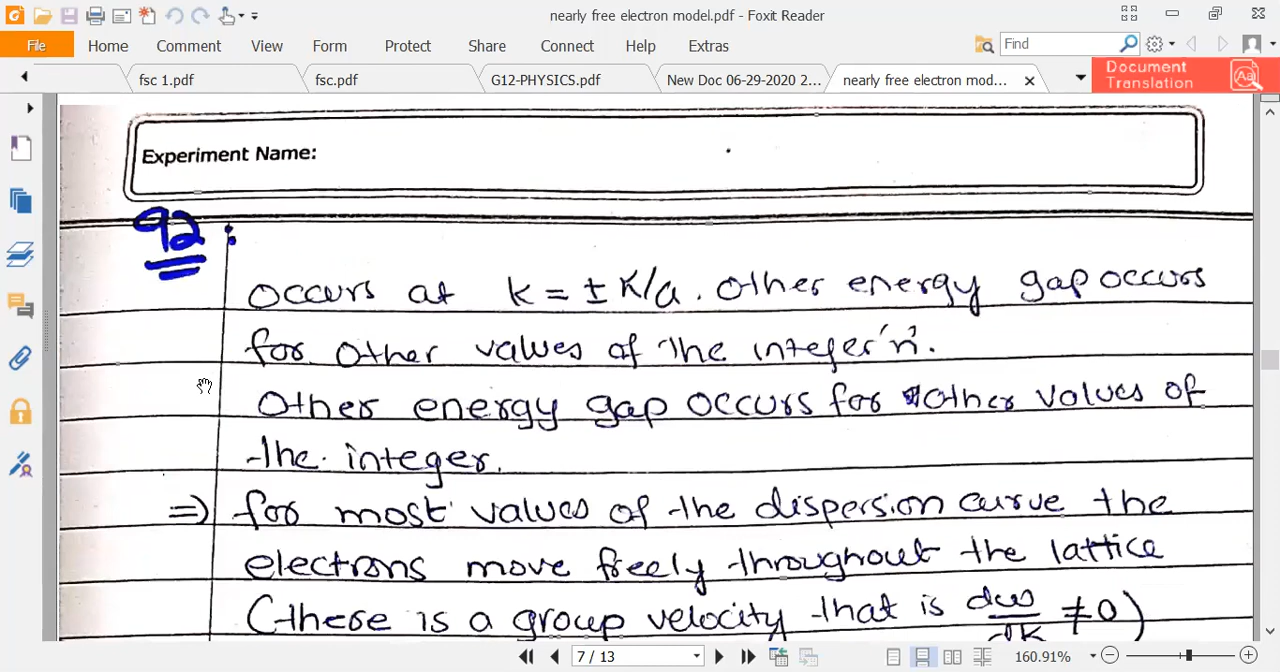 nearly free electron model.pdf - Foxit Reader
File Home Comment View Form Protect Share Connect Help Extras Find
fsc 1.pdf fsc.pdf G12-PHYSICS.pdf New Doc 06-29-2020 2... nearly free electron mod... Document Translation
Experiment Name:
92 :
occurs at k = ± K/a . Other energy gap occurs
for other values of the integer 'n'.
Other energy gap occurs for other values of
the integer.
=> for most values of the dispersion curve the
electrons move freely throughout the lattice
(there is a group velocity that is dw/dk ≠ 0)
7 / 13 160.91%